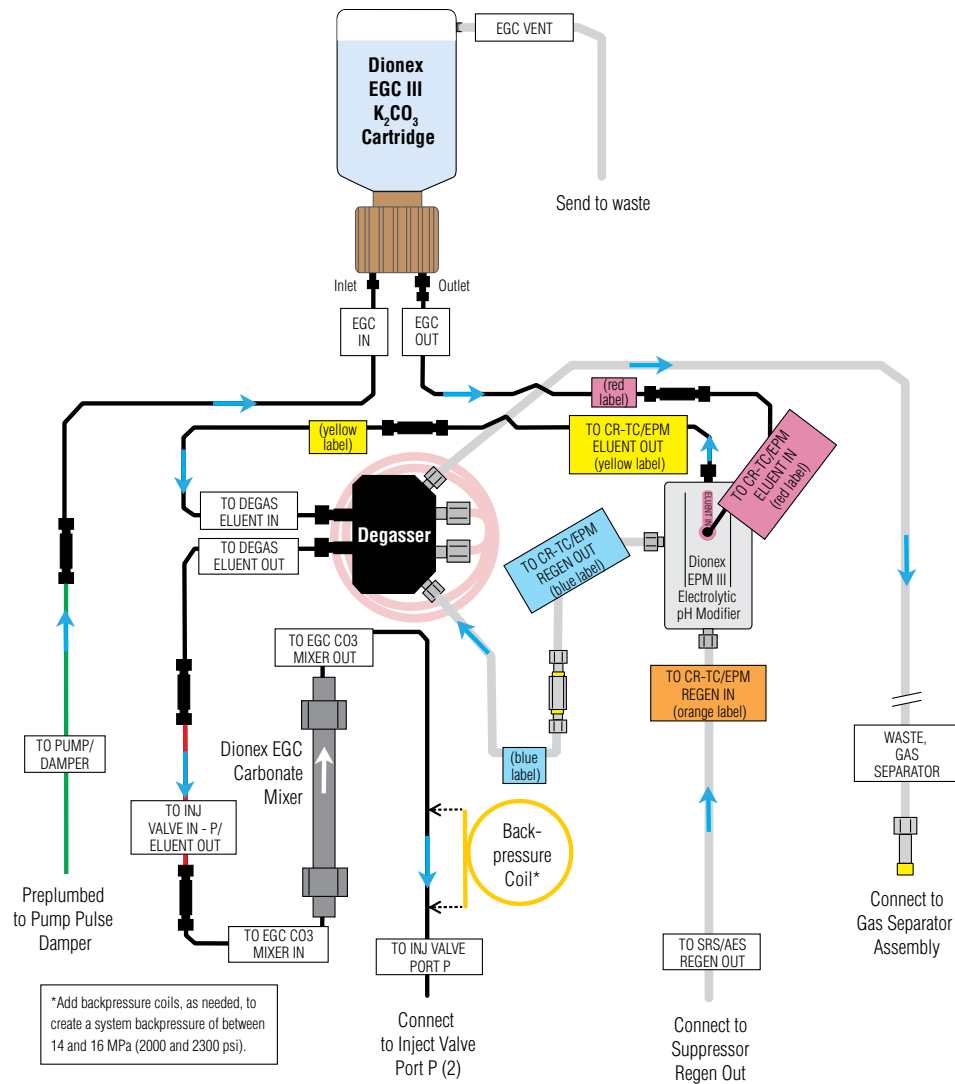 EGC VENT
Dionex
EGC III
K₂CO₃
Cartridge
Send to waste
Inlet
Outlet
EGC
IN
EGC
OUT
(red
label)
(yellow
label)
TO CR-TC/EPM
ELUENT OUT
(yellow label)
TO CR-TC/EPM
ELUENT IN
(red label)
ELUENT IN
TO DEGAS
ELUENT IN
Degasser
TO DEGAS
ELUENT OUT
TO CR-TC/EPM
REGEN OUT
(blue label)
Dionex
EPM III
Electrolytic
pH Modifier
TO EGC CO3
MIXER OUT
TO CR-TC/EPM
REGEN IN
(orange label)
TO PUMP/
DAMPER
Dionex EGC
Carbonate
Mixer
(blue
label)
WASTE,
GAS
SEPARATOR
TO INJ
VALVE IN - P/
ELUENT OUT
Back-
pressure
Coil*
Preplumbed
to Pump Pulse
Damper
Connect to
Gas Separator
Assembly
TO EGC CO3
MIXER IN
TO INJ VALVE
PORT P
TO SRS/AES
REGEN OUT
*Add backpressure coils, as needed, to
create a system backpressure of between
14 and 16 MPa (2000 and 2300 psi).
Connect
to Inject Valve
Port P (2)
Connect to
Suppressor
Regen Out